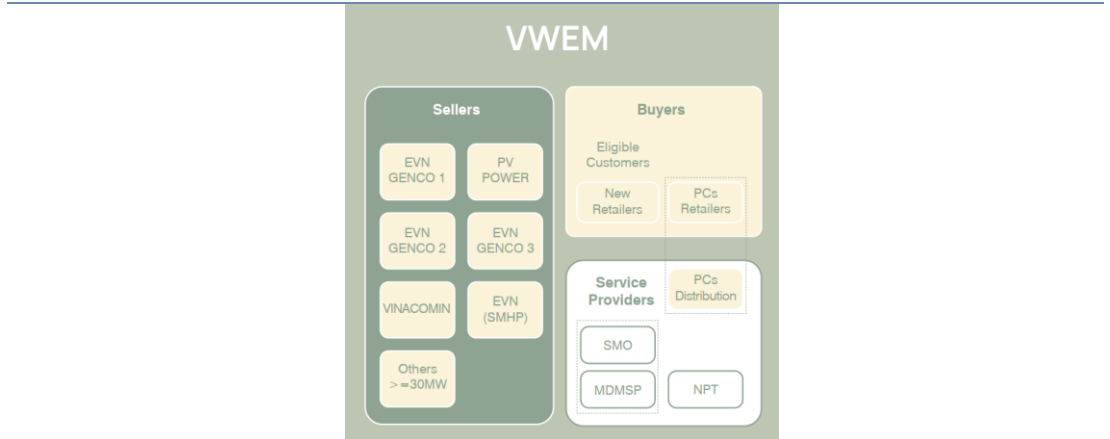 VWEM
Sellers
EVN
GENCO 1
PV
POWER
EVN
GENCO 2
EVN
GENCO 3
VINACOMIN
EVN
(SMHP)
Others
>=30MW
Buyers
Eligible
Customers
New
Retailers
PCs
Retailers
Service
Providers
PCs
Distribution
SMO
MDMSP
NPT